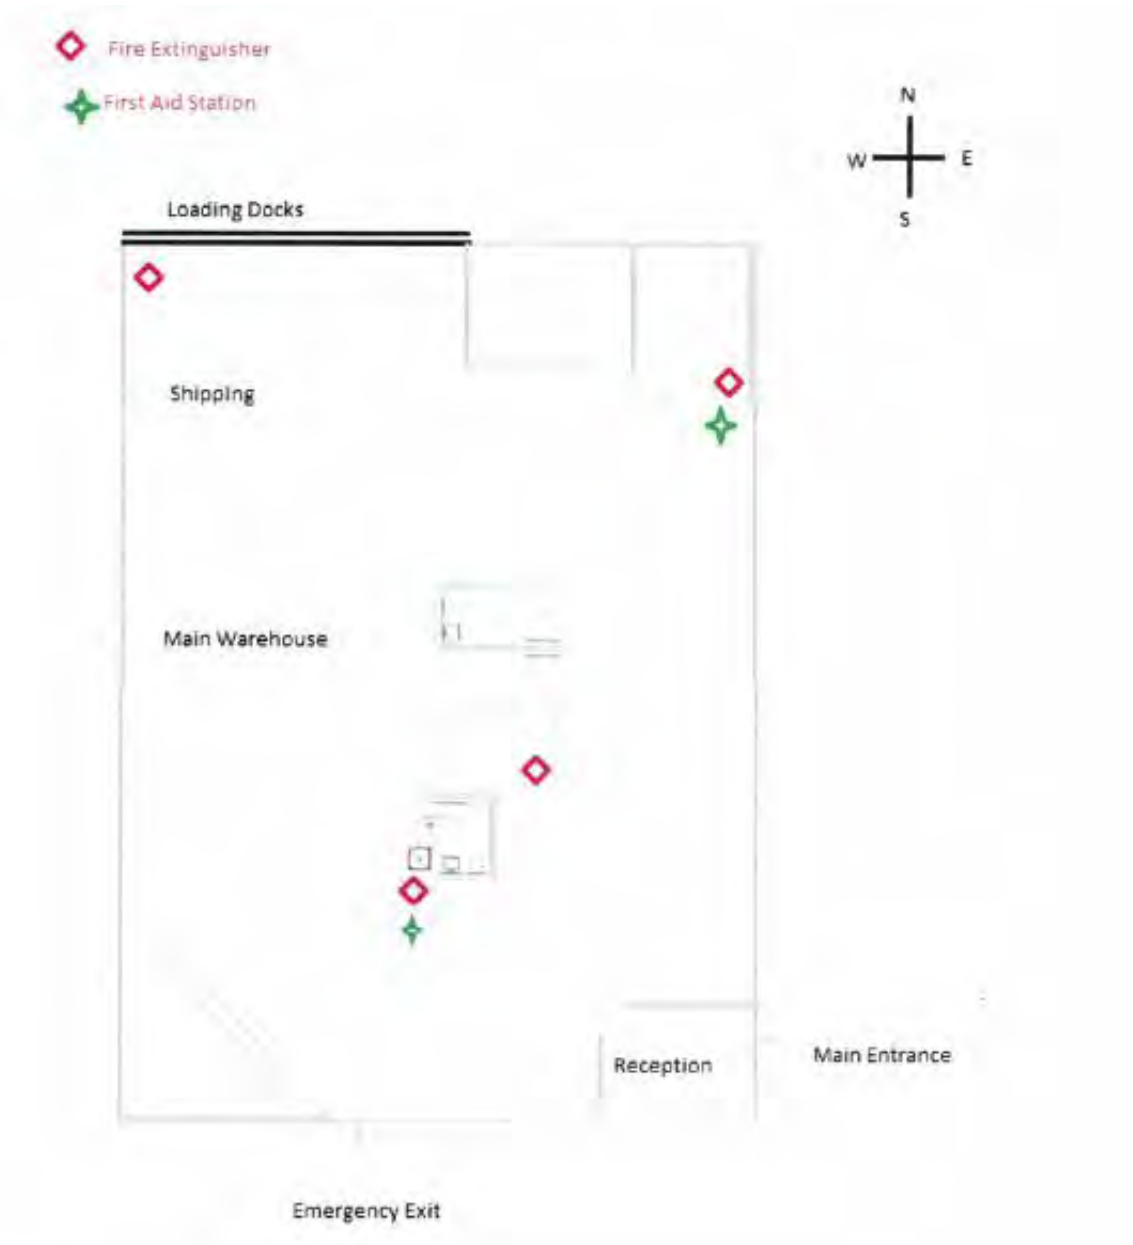 Fire Extinguisher
First Aid Station
N
W E
S
Loading Docks
Shipping
Main Warehouse
Reception
Main Entrance
Emergency Exit